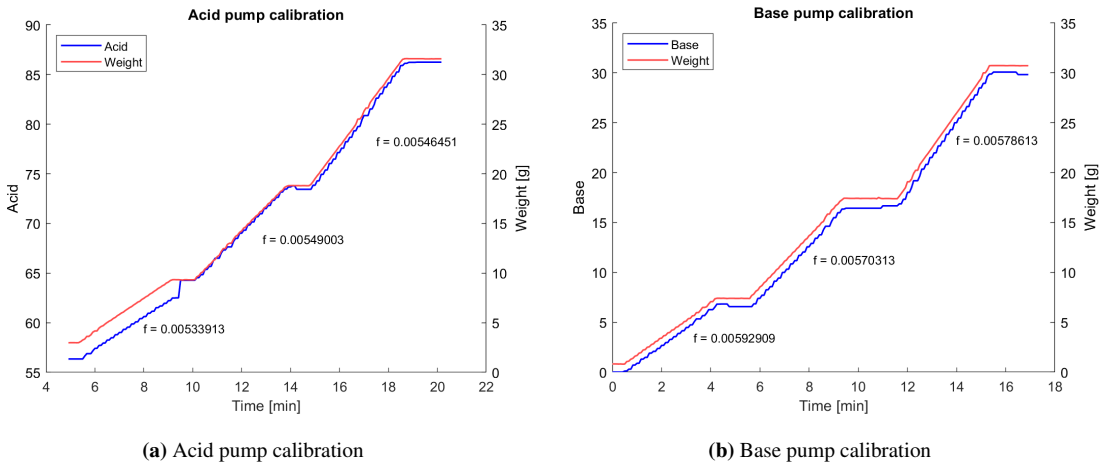 Acid pump calibration
90
85
80
75
70
65
60
55
Acid
Acid
Weight
f = 0.00546451
f = 0.00549003
f = 0.00533913
35
30
25
20
15
10
5
0
Weight [g]
4 6 8 10 12 14 16 18 20 22
Time [min]
(a) Acid pump calibration
Base pump calibration
35
30
25
20
15
10
5
0
Base
Base
Weight
f = 0.00578613
f = 0.00570313
f = 0.00592909
35
30
25
20
15
10
5
0
Weight [g]
0 2 4 6 8 10 12 14 16 18
Time [min]
(b) Base pump calibration